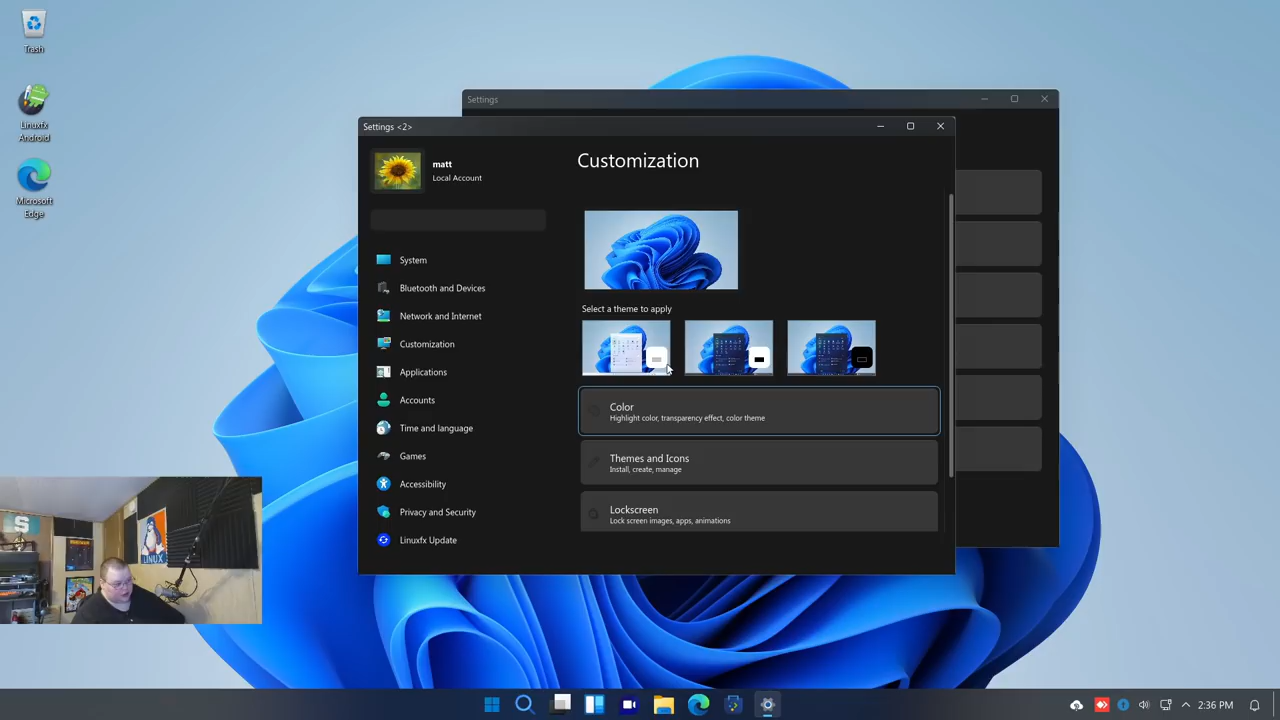 Trash
Linuxfx
Android
Microsoft
Edge
Settings
Settings <2>
matt
Local Account
System
Bluetooth and Devices
Network and Internet
Customization
Applications
Accounts
Time and language
Games
Accessibility
Privacy and Security
Linuxfx Update
Customization
Select a theme to apply
Color
Highlight color, transparency effect, color theme
Themes and Icons
Install, create, manage
Lockscreen
Lock screen images, apps, animations
LINUX
2:36 PM